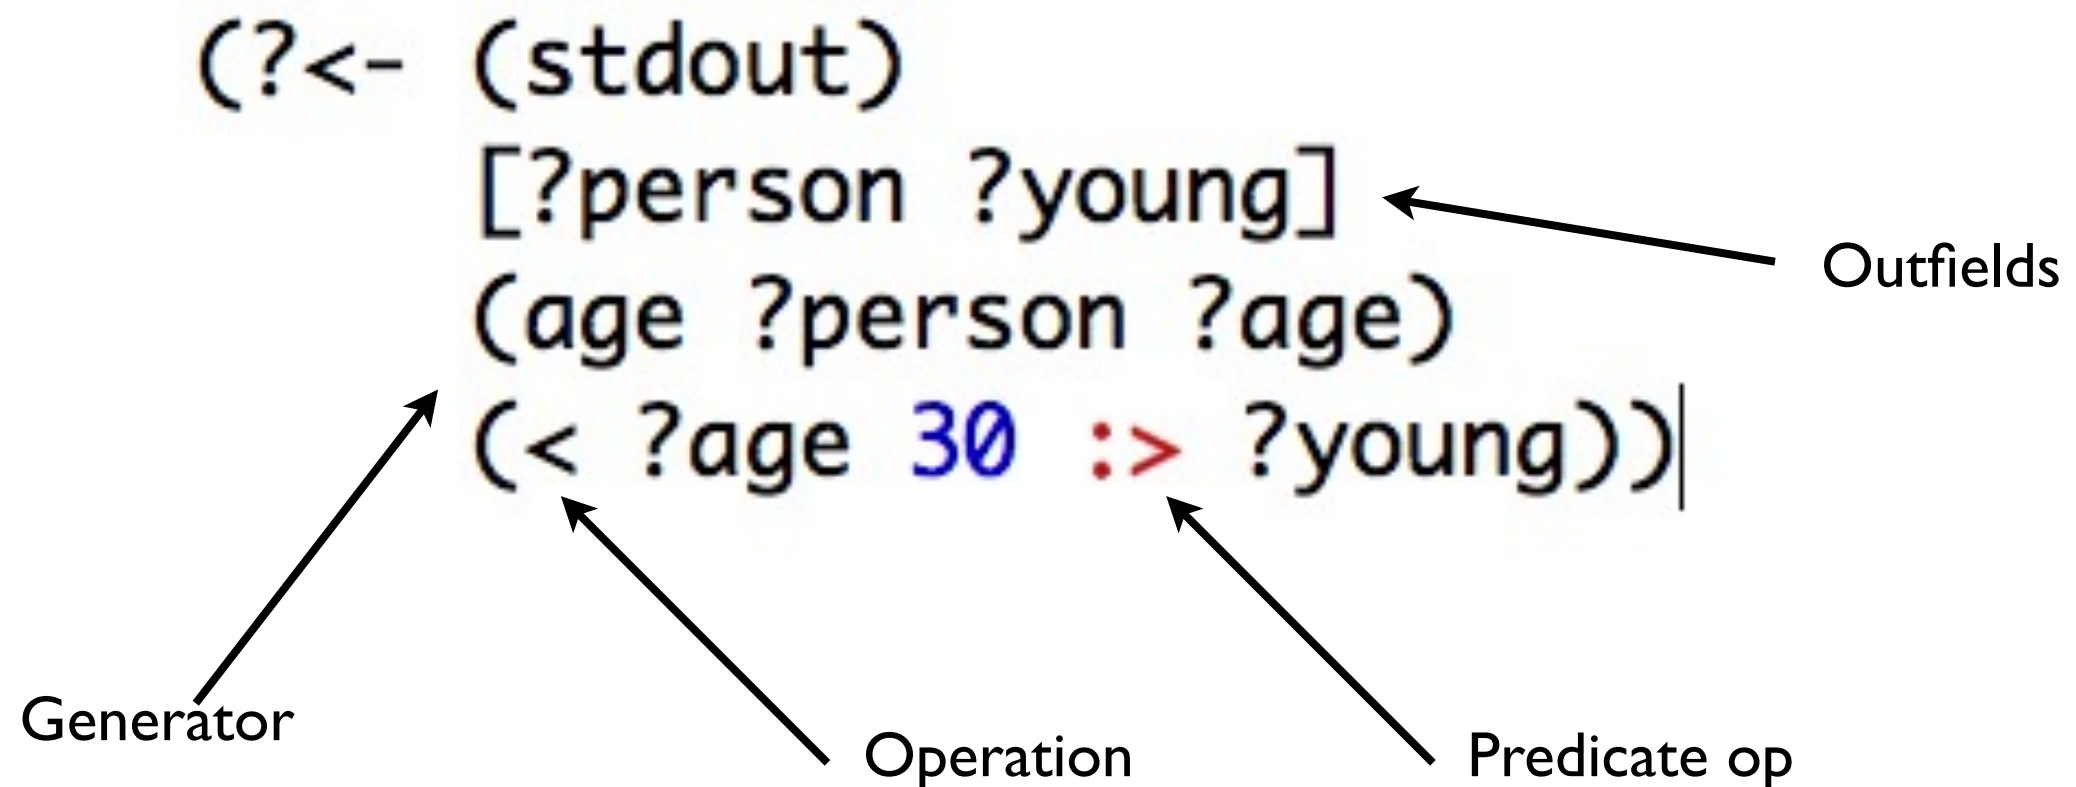 (?<- (stdout)
[?person ?young]
Outfields
(age ?person ?age)
(< ?age 30 :> ?young))
Generator
Operation
Predicate op